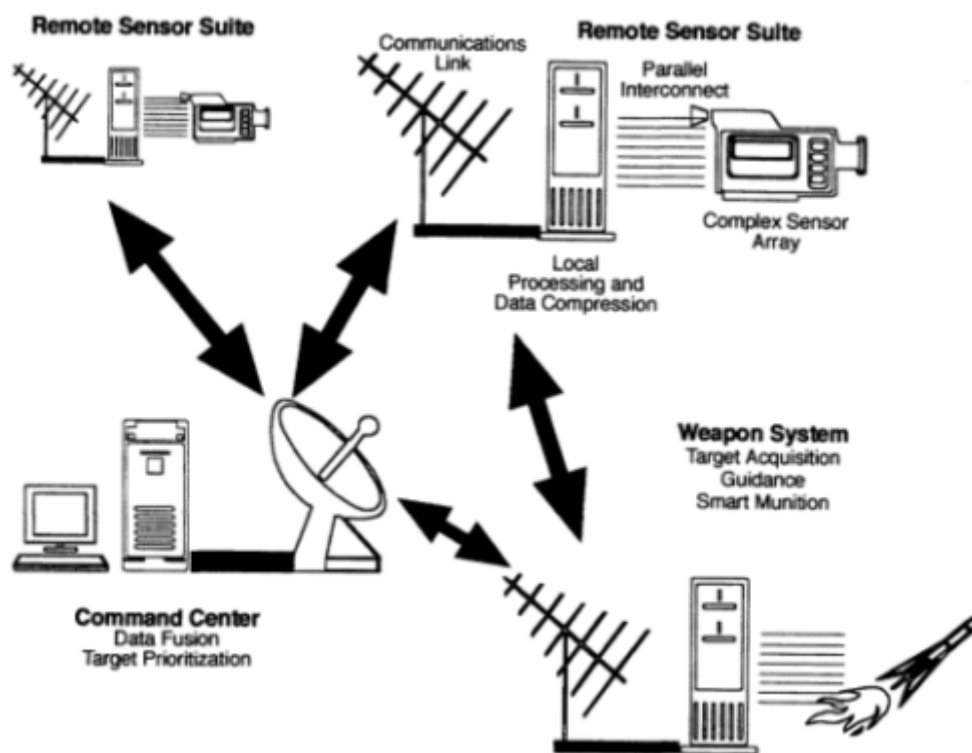 Remote Sensor Suite
Communications
Link
Remote Sensor Suite
Parallel
Interconnect
Complex Sensor
Array
Local
Processing and
Data Compression
Weapon System
Target Acquisition
Guidance
Smart Munition
Command Center
Data Fusion
Target Prioritization